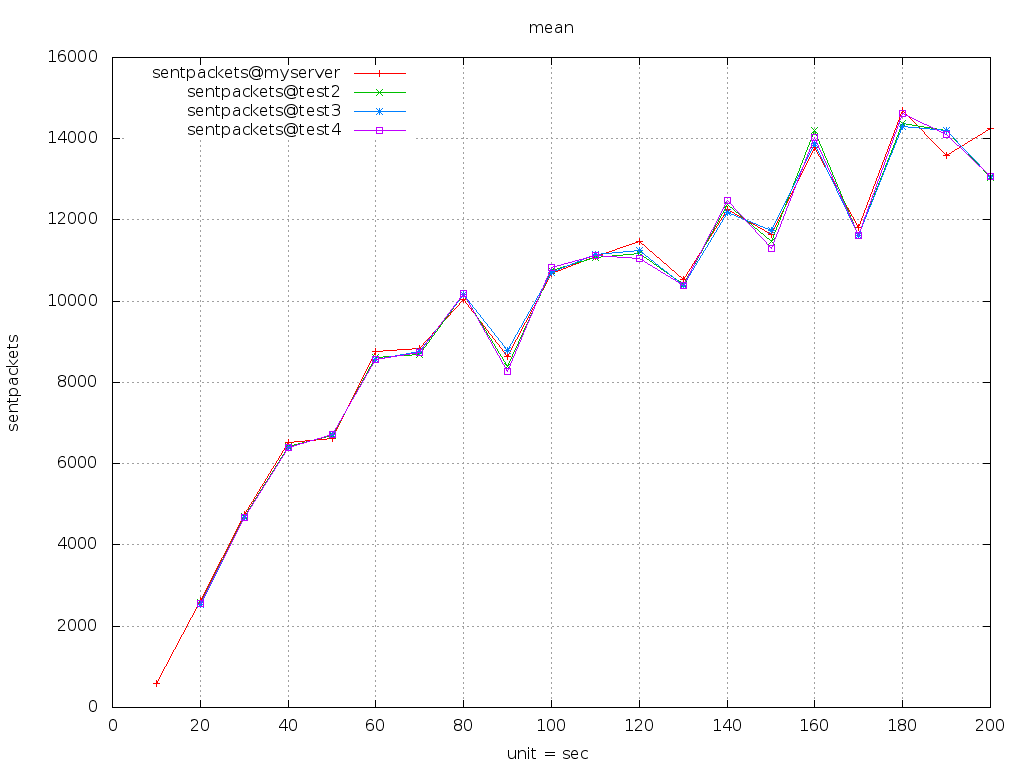 mean
16000
14000
12000
10000
8000
6000
4000
2000
0
sentpackets@myserver
sentpackets@test2
sentpackets@test3
sentpackets@test4
sentpackets
0 20 40 60 80 100 120 140 160 180 200
unit = sec